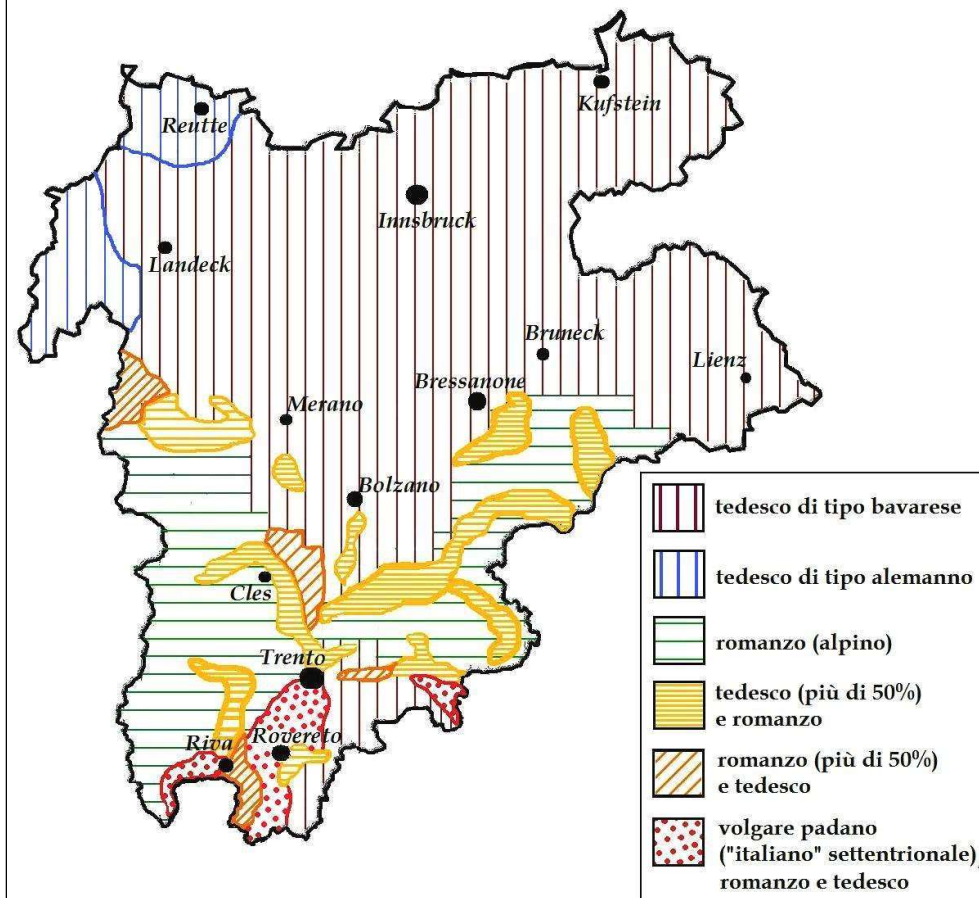 Kufstein
Reutte
Innsbruck
Landeck
Bruneck
Lienz
Bressanone
Merano
Bolzano
Cles
Trento
Rovereto
Riva
tedesco di tipo bavarese
tedesco di tipo alemanno
romanzo (alpino)
tedesco (più di 50%)
e romanzo
romanzo (più di 50%)
e tedesco
volgare padano
("italiano" settentrionale),
romanzo e tedesco